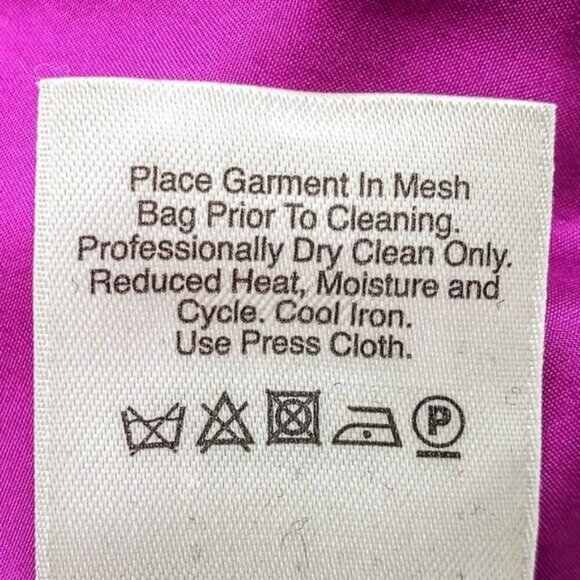 Place Garment In Mesh
Bag Prior To Cleaning.
Professionally Dry Clean Only.
Reduced Heat, Moisture and
Cycle. Cool Iron.
Use Press Cloth.
P